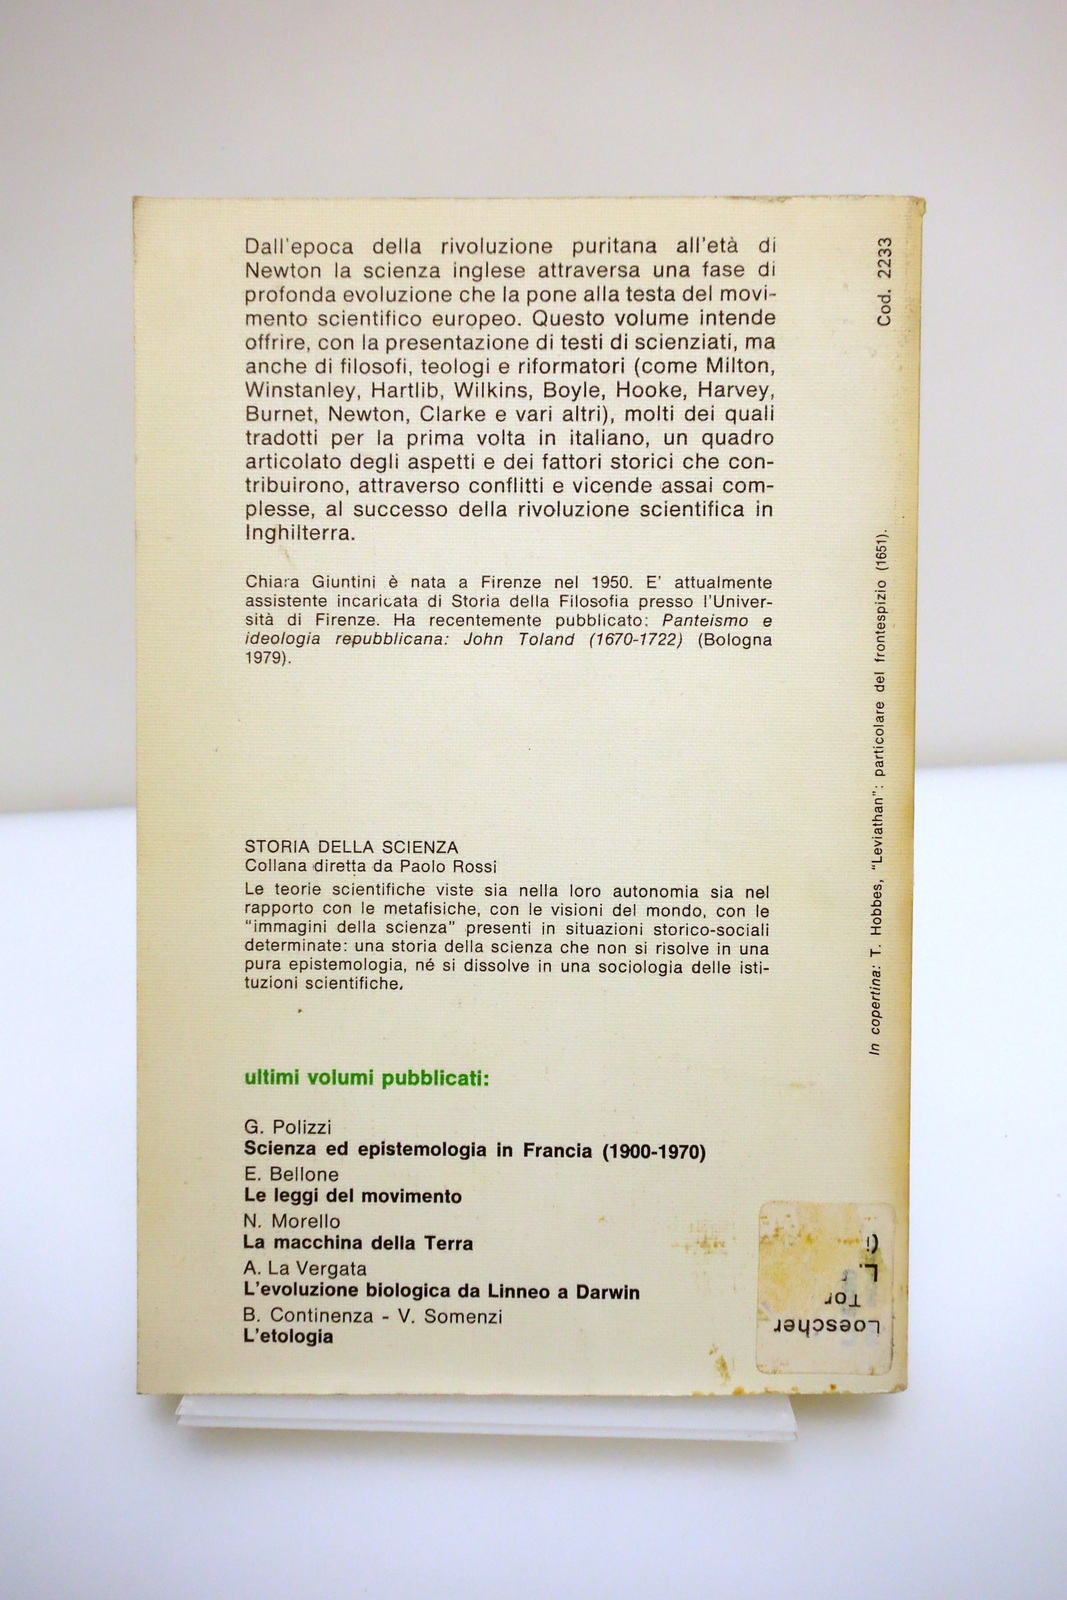 Dall'epoca della rivoluzione puritana all'età di
Newton la scienza inglese attraversa una fase di
profonda evoluzione che la pone alla testa del movi-
mento scientifico europeo. Questo volume intende
offrire, con la presentazione di testi di scienziati, ma
anche di filosofi, teologi e riformatori (come Milton,
Winstanley, Hartlib, Wilkins, Boyle, Hooke, Harvey,
Burnet, Newton, Clarke e vari altri), molti dei quali
tradotti per la prima volta in italiano, un quadro
articolato degli aspetti e dei fattori storici che con-
tribuirono, attraverso conflitti e vicende assai com-
plesse, al successo della rivoluzione scientifica in
Inghilterra.
Chiara Giuntini è nata a Firenze nel 1950. E' attualmente
assistente incaricata di Storia della Filosofia presso l'Univer-
sità di Firenze. Ha recentemente pubblicato: Panteismo e
ideologia repubblicana: John Toland (1670-1722) (Bologna
1979).
STORIA DELLA SCIENZA
Collana diretta da Paolo Rossi
Le teorie scientifiche viste sia nella loro autonomia sia nel
rapporto con le metafisiche, con le visioni del mondo, con le
"immagini della scienza" presenti in situazioni storico-sociali
determinate: una storia della scienza che non si risolve in una
pura epistemologia, né si dissolve in una sociologia delle isti-
tuzioni scientifiche.
ultimi volumi pubblicati:
G. Polizzi
Scienza ed epistemologia in Francia (1900-1970)
E. Bellone
Le leggi del movimento
N. Morello
La macchina della Terra
A. La Vergata
L'evoluzione biologica da Linneo a Darwin
B. Continenza - V. Somenzi
L'etologia
Cod. 2233
In copertina: T. Hobbes, "Leviathan": particolare del frontespizio (1651).
Loescher
Tor